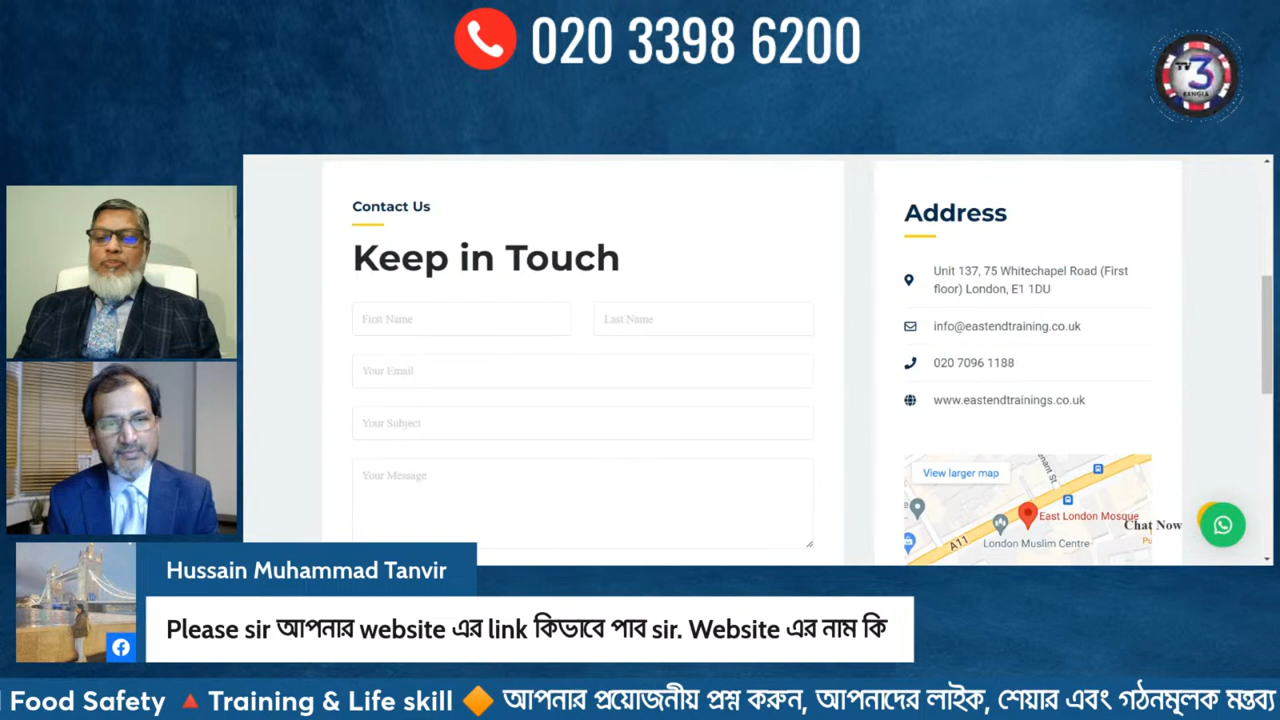 020 3398 6200
TV
3
BANGLA
Contact Us
Keep in Touch
First Name
Last Name
Your Email
Your Subject
Your Message
Address
Unit 137, 75 Whitechapel Road (First
floor) London, E1 1DU
info@eastendtraining.co.uk
020 7096 1188
www.eastendtrainings.co.uk
View larger map
East London Mosque
Chat Now
A11
London Muslim Centre
Hussain Muhammad Tanvir
Please sir আপনার website এর link কিভাবে পাব sir. Website এর নাম কি
Food Safety 🔺Training & Life skill 🔶 আপনার প্রয়োজনীয় প্রশ্ন করুন, আপনাদের লাইক, শেয়ার এবং গঠনমূলক মন্তব্য